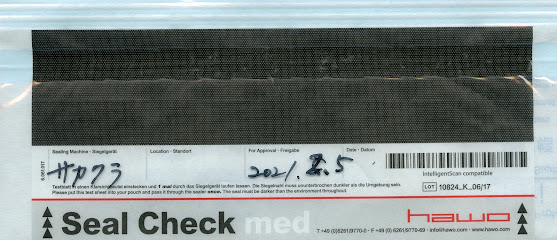 Sealing Machine - Siegelgerät
Location - Standort
For Approval - Freigabe
Date - Datum
サカクラ
2021. 2. 5
Testblatt in einen Klarsichtbeutel einstecken und 1 mal durch das Siegelgerät laufen lassen. Die Siegelnaht muss ununterbrochen dunkler als die Umgebung sein.
Please put this test sheet into your pouch and pass it through the sealer once. The seal must be darker than the environment throughout.
IntelligentScan compatible
LOT 10824_K_06/17
Seal Check med
hawo
T +49 (0)6261/9770-0 · F +49 (0) 6261/9770-69 · info@hawo.com · www.hawo.com